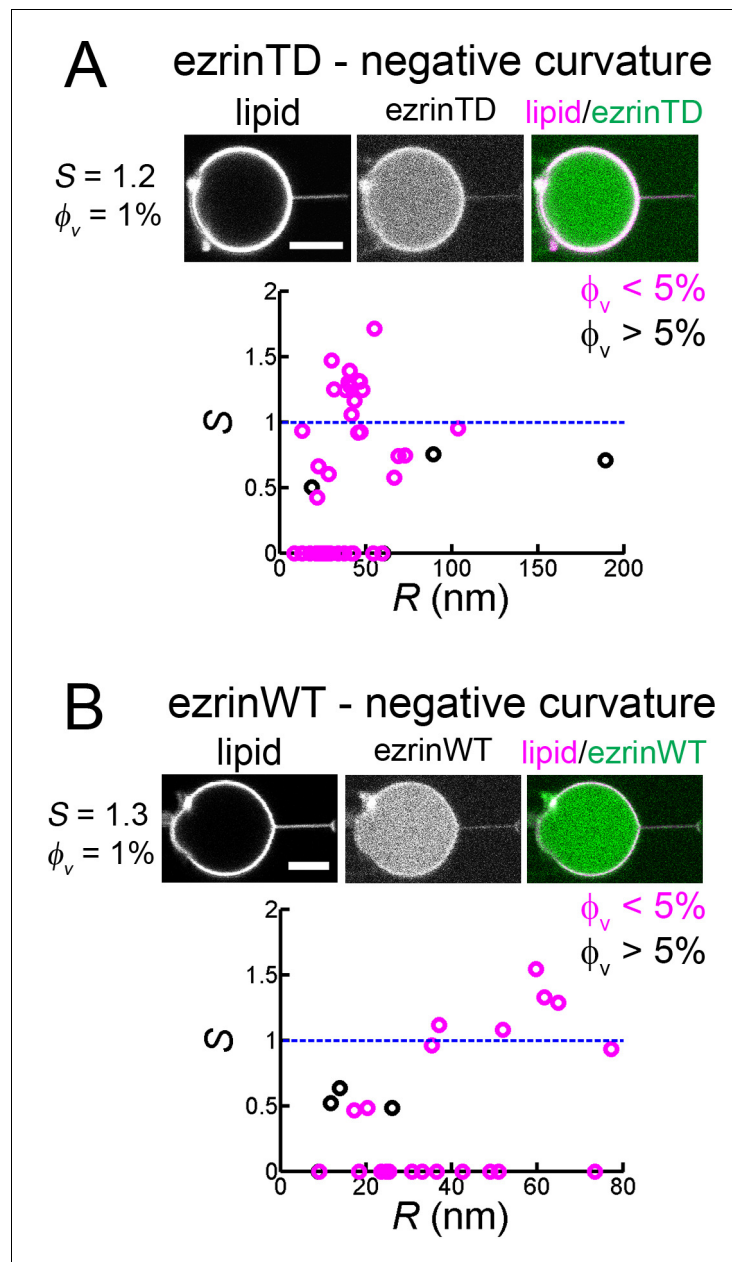 A ezrinTD - negative curvature
lipid ezrinTD lipid/ezrinTD
S = 1.2
ϕv = 1%
ϕv < 5%
ϕv > 5%
2
1.5
1
0.5
0
S
0 50 100 150 200
R (nm)
B ezrinWT - negative curvature
lipid ezrinWT lipid/ezrinWT
S = 1.3
ϕv = 1%
ϕv < 5%
ϕv > 5%
2
1.5
1
0.5
0
S
0 20 40 60 80
R (nm)